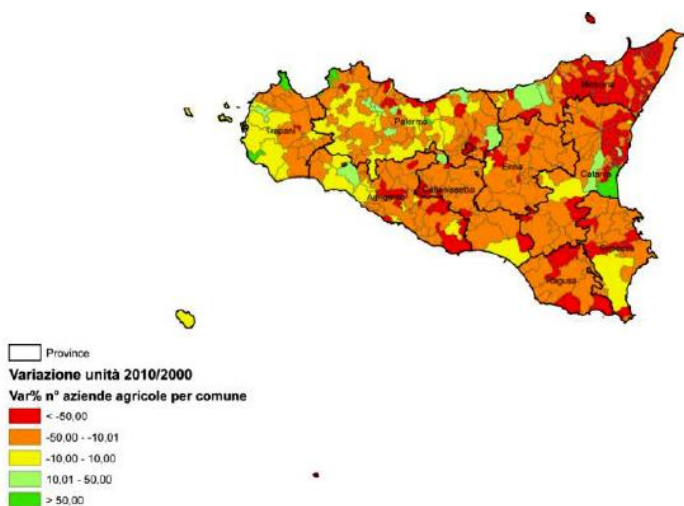 Messina
Palermo
Trapani
Enna
Catania
Caltanissetta
Agrigento
Siracusa
Ragusa
Province
Variazione unità 2010/2000
Var% n° aziende agricole per comune
< -50,00
-50,00 - -10,01
-10,00 - 10,00
10,01 - 50,00
> 50,00